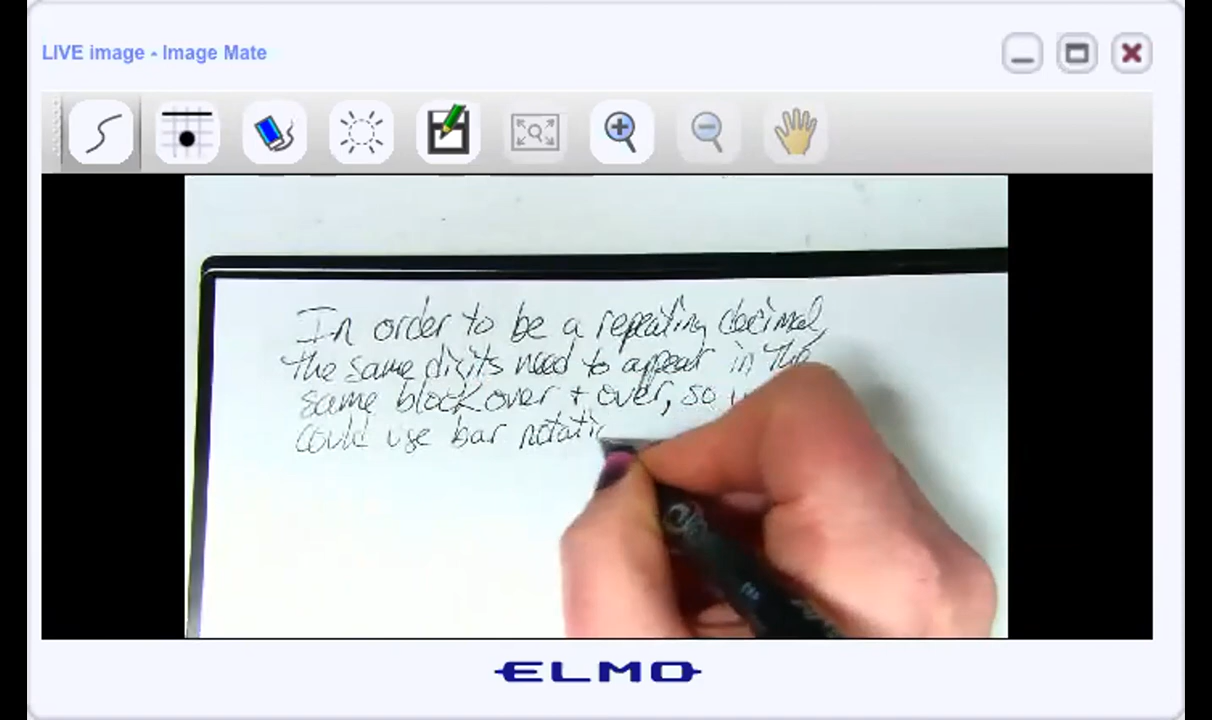 LIVE image - Image Mate
In order to be a repeating decimal,
the same digits need to appear in the
same block over + over, so
could use bar notati
ELMO